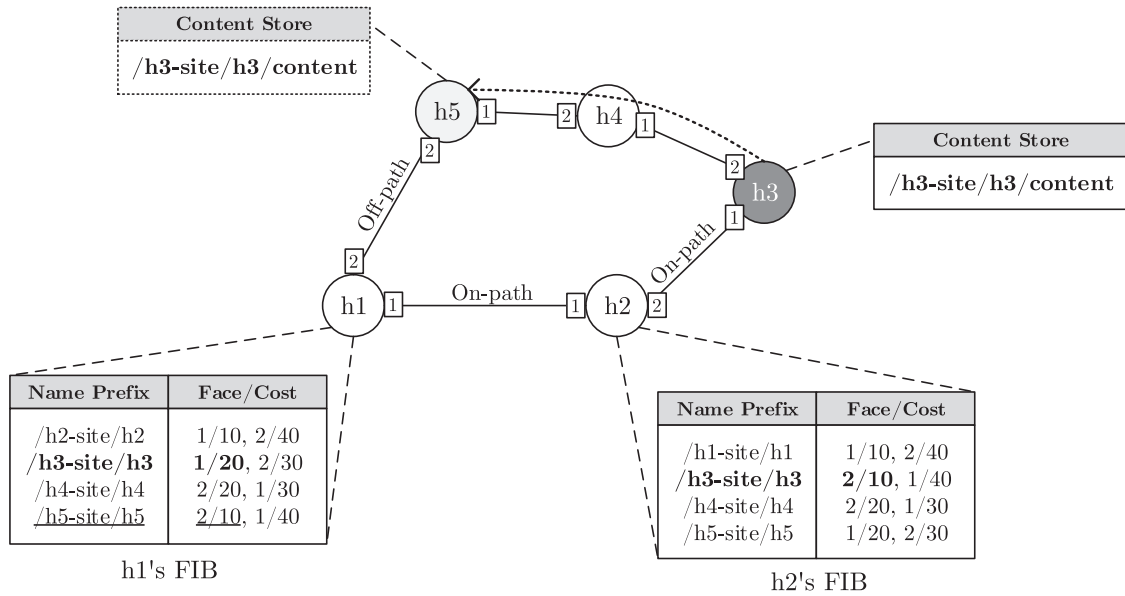 Content Store
/h3-site/h3/content
h5
1
2
h4
1
2
Content Store
/h3-site/h3/content
2
h3
1
Off-path
On-path
2
h1
1
On-path
1
h2
2
Name Prefix Face/Cost
/h2-site/h2 1/10, 2/40
/h3-site/h3 1/20, 2/30
/h4-site/h4 2/20, 1/30
/h5-site/h5 2/10, 1/40
h1's FIB
Name Prefix Face/Cost
/h1-site/h1 1/10, 2/40
/h3-site/h3 2/10, 1/40
/h4-site/h4 2/20, 1/30
/h5-site/h5 1/20, 2/30
h2's FIB